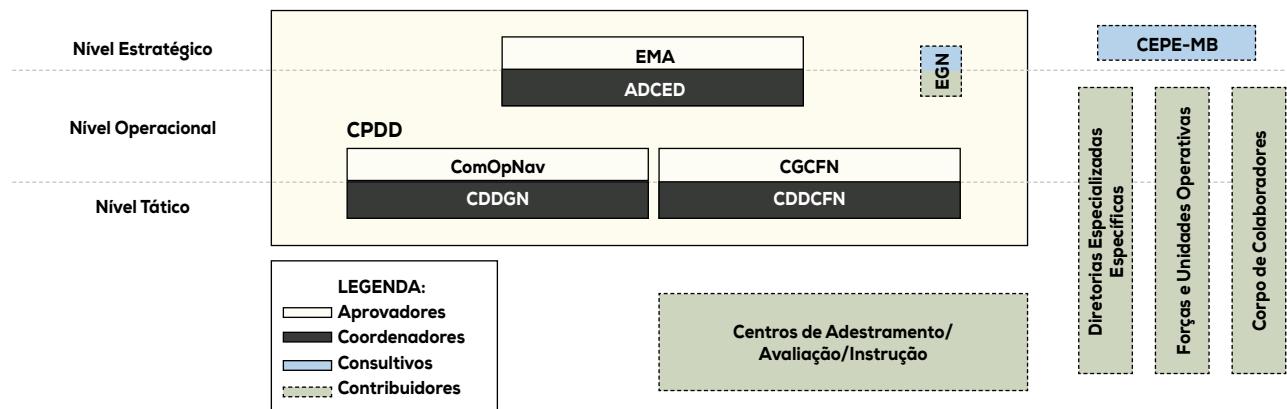 Nível Estratégico
EMA
ADCED
EGN
CEPE-MB
Nível Operacional
CPDD
ComOpNav
CGCFN
Nível Tático
CDDGN
CDDCFN
Diretorias Especializadas
Específicas
Forças e Unidades Operativas
Corpo de Colaboradores
LEGENDA:
Aprovadores
Coordenadores
Consultivos
Contribuidores
Centros de Adestramento/
Avaliação/Instrução